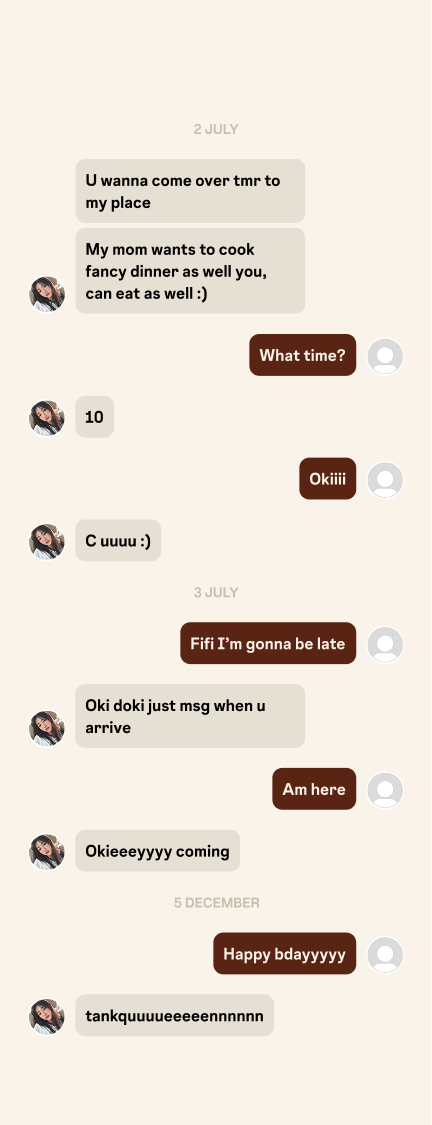 2 JULY
U wanna come over tmr to
my place
My mom wants to cook
fancy dinner as well you,
can eat as well :)
What time?
10
Okiiii
C uuuu :)
3 JULY
Fifi I’m gonna be late
Oki doki just msg when u
arrive
Am here
Okieeeyyyy coming
5 DECEMBER
Happy bdayyyyy
tankquuuueeeeennnnnn